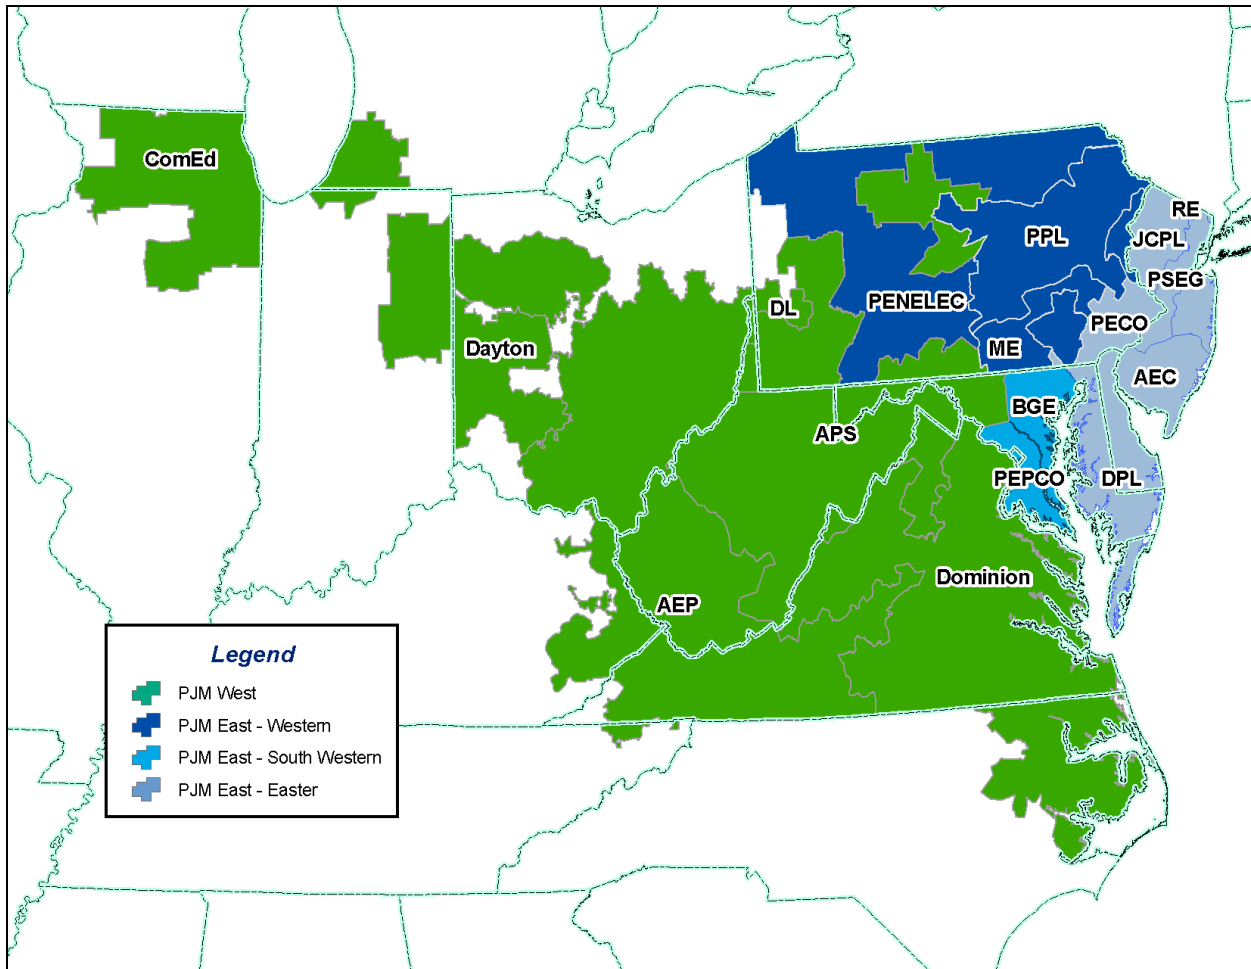 ComEd
RE
PPL
JCPL
PSEG
DL
PENELEC
PECO
Dayton
ME
AEC
BGE
APS
PEPCO
DPL
Dominion
AEP
Legend
PJM West
PJM East - Western
PJM East - South Western
PJM East - Easter